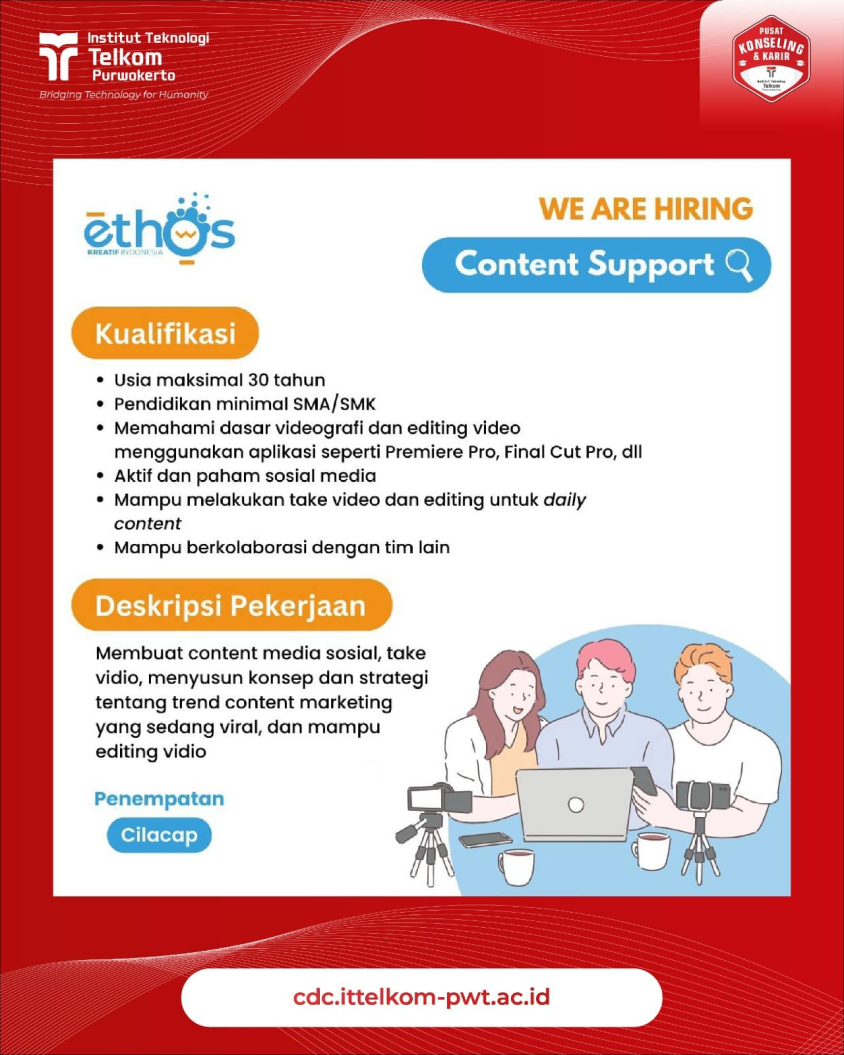 Institut Teknologi
Telkom
Purwokerto
Bridging Technology for Humanity
PUSAT
KONSELING
& KARIR
Institut Teknologi
Telkom
Purwokerto
ēthos
KREATIF INDONESIA
WE ARE HIRING
Content Support
Kualifikasi
• Usia maksimal 30 tahun
• Pendidikan minimal SMA/SMK
• Memahami dasar videografi dan editing video
menggunakan aplikasi seperti Premiere Pro, Final Cut Pro, dll
• Aktif dan paham sosial media
• Mampu melakukan take video dan editing untuk daily
content
• Mampu berkolaborasi dengan tim lain
Deskripsi Pekerjaan
Membuat content media sosial, take
vidio, menyusun konsep dan strategi
tentang trend content marketing
yang sedang viral, dan mampu
editing vidio
Penempatan
Cilacap
cdc.ittelkom-pwt.ac.id